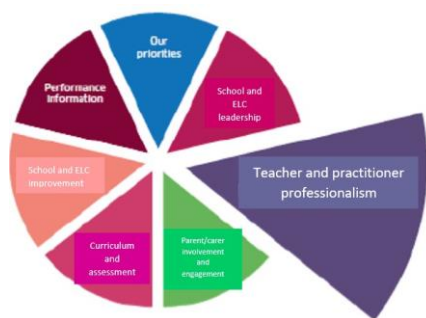 Our
priorities
School and
ELC
leadership
Teacher and practitioner
professionalism
Parent/carer
involvement
and
engagement
Curriculum
and
assessment
School and ELC
improvement
Performance
information